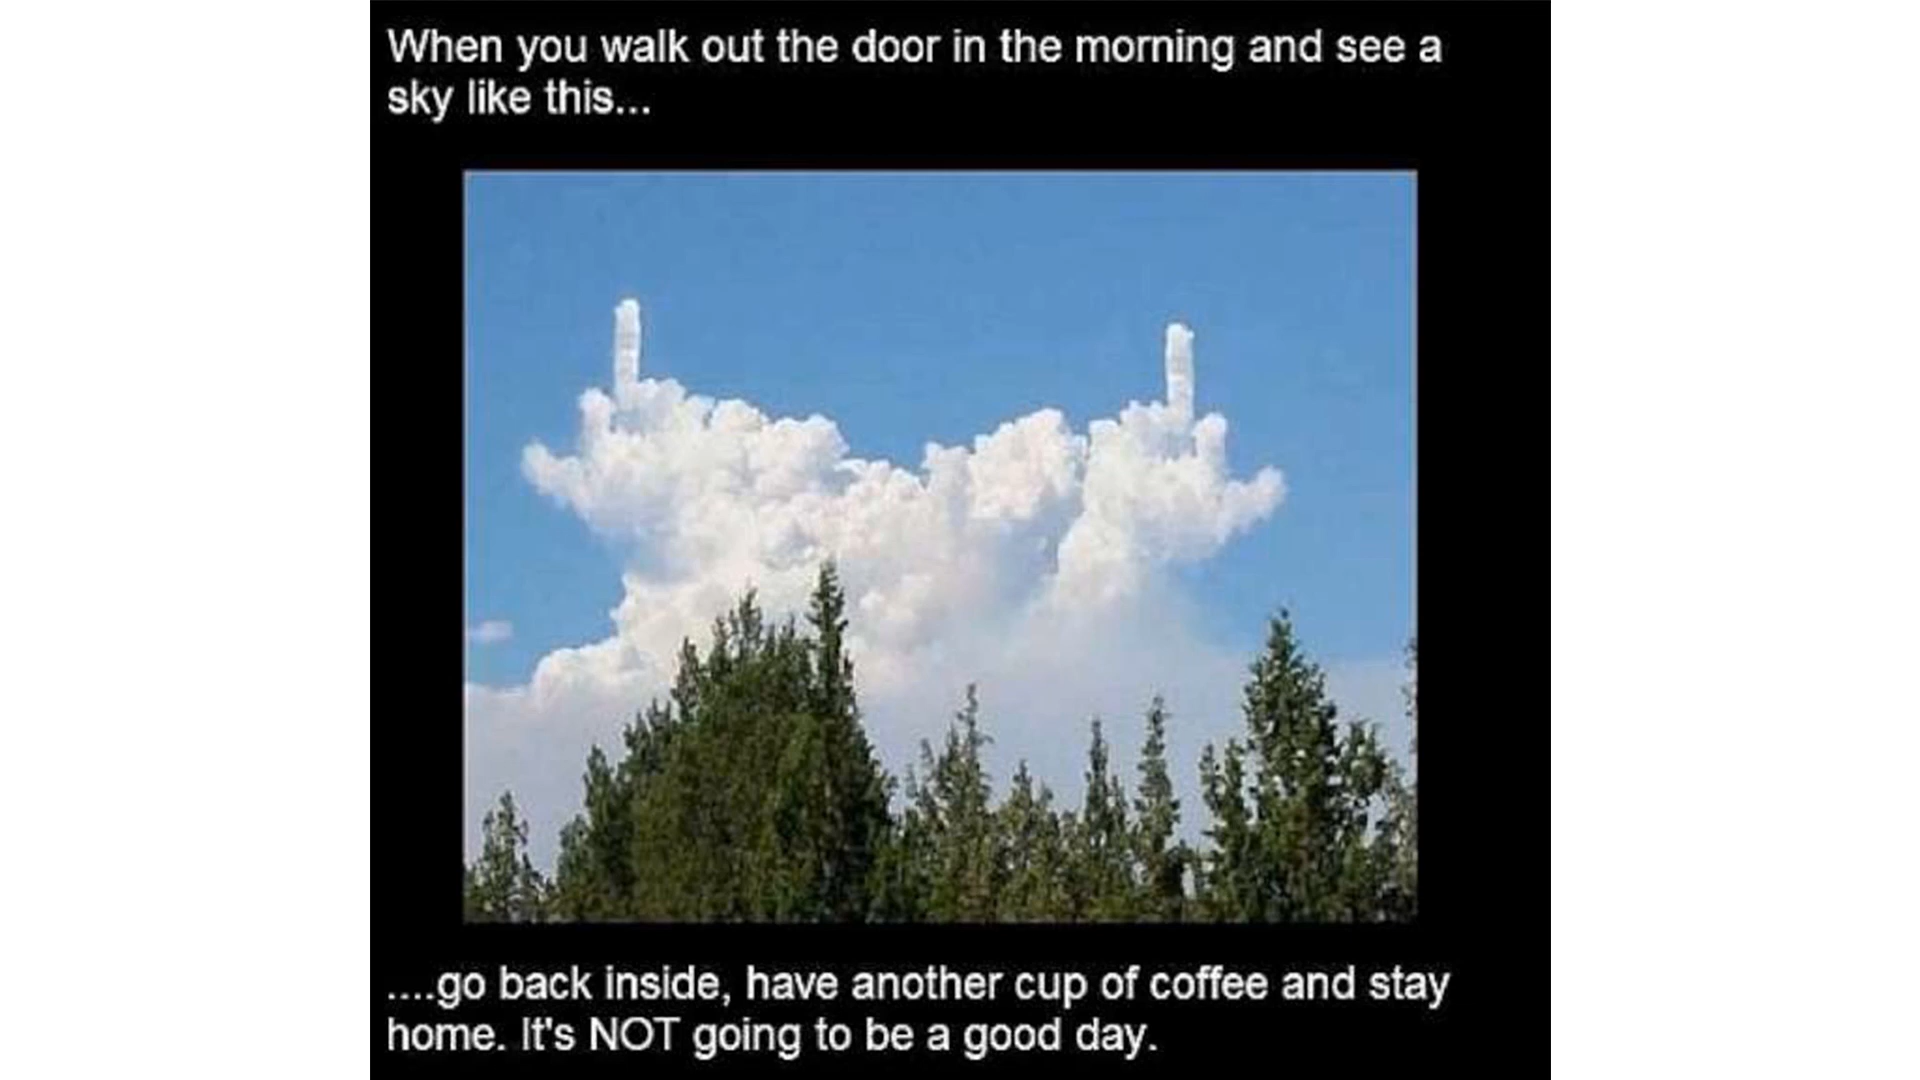 When you walk out the door in the morning and see a
sky like this...
....go back inside, have another cup of coffee and stay
home. It's NOT going to be a good day.